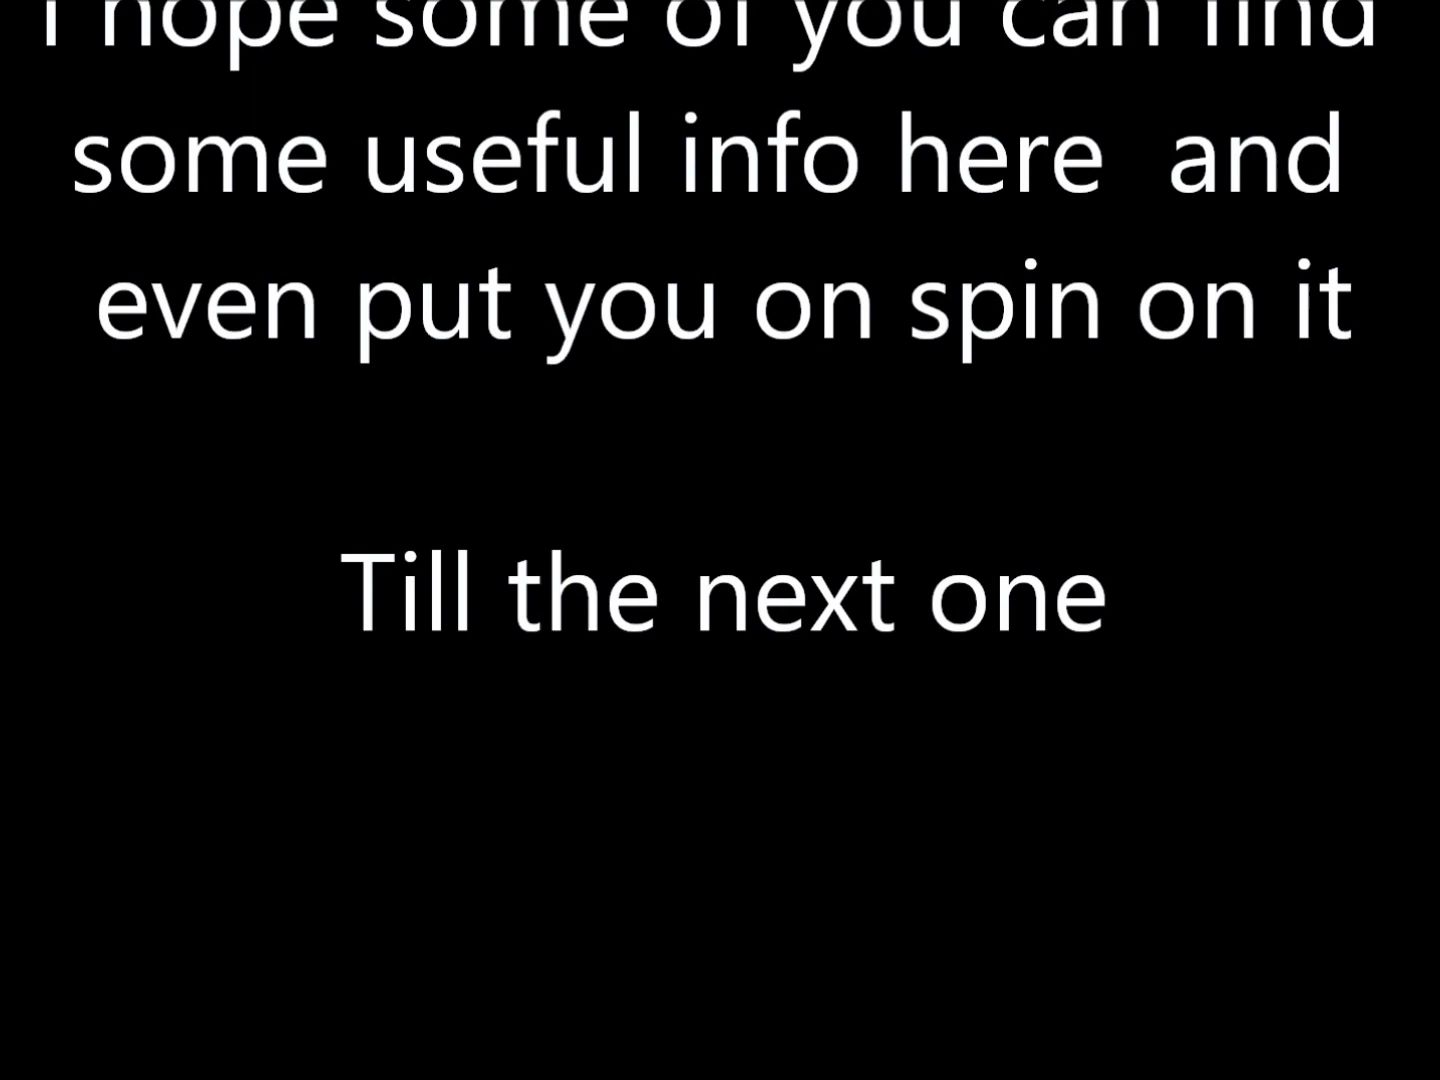 I hope some of you can find
some useful info here and
even put you on spin on it
Till the next one